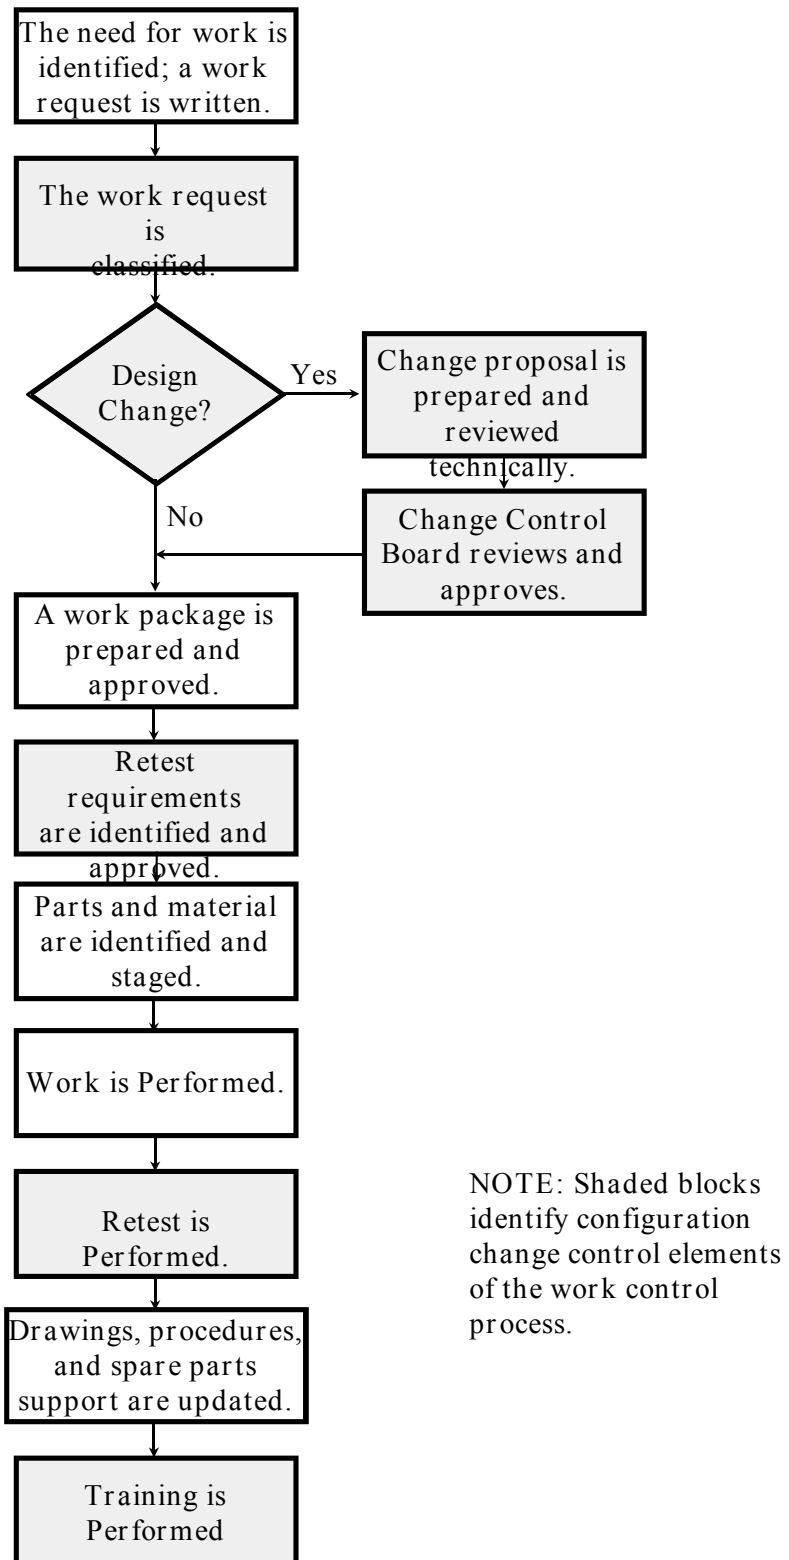 The need for work is
identified; a work
request is written.
The work request
is
classified.
Design
Change?
Yes
Change proposal is
prepared and
reviewed
technically.
No
Change Control
Board reviews and
approves.
A work package is
prepared and
approved.
Retest
requirements
are identified and
approved.
Parts and material
are identified and
staged.
Work is Performed.
Retest is
Performed.
NOTE: Shaded blocks
identify configuration
change control elements
of the work control
process.
Drawings, procedures,
and spare parts
support are updated.
Training is
Performed